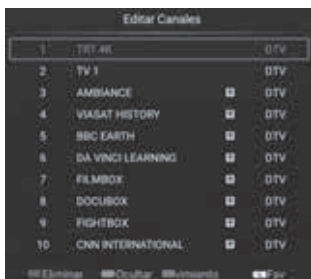 Editar Canales
1 TRT 4K DTV
2 TV 1 DTV
3 AMBIANCE DTV
4 VIASAT HISTORY DTV
5 BBC EARTH DTV
6 DA VINCI LEARNING DTV
7 FILMBOX DTV
8 DOCUBOX DTV
9 FIGHTBOX DTV
10 CNN INTERNATIONAL DTV
Eliminar Ocultar Fav